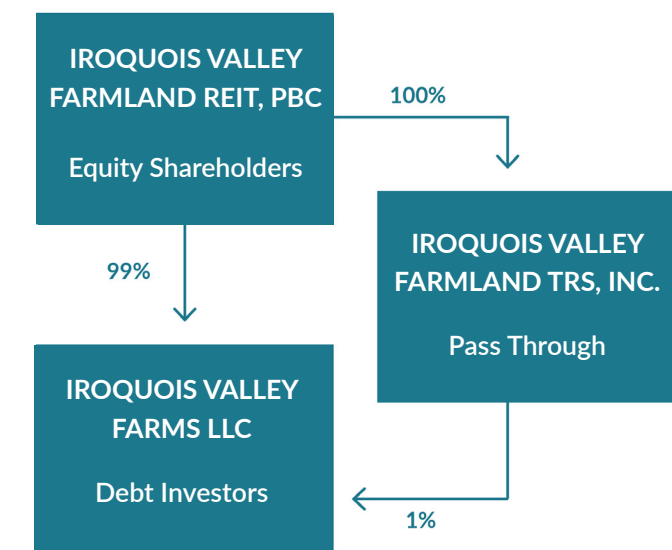 IROQUOIS VALLEY
FARMLAND REIT, PBC
Equity Shareholders
100%
99%
IROQUOIS VALLEY
FARMLAND TRS, INC.
Pass Through
IROQUOIS VALLEY
FARMS LLC
Debt Investors
1%